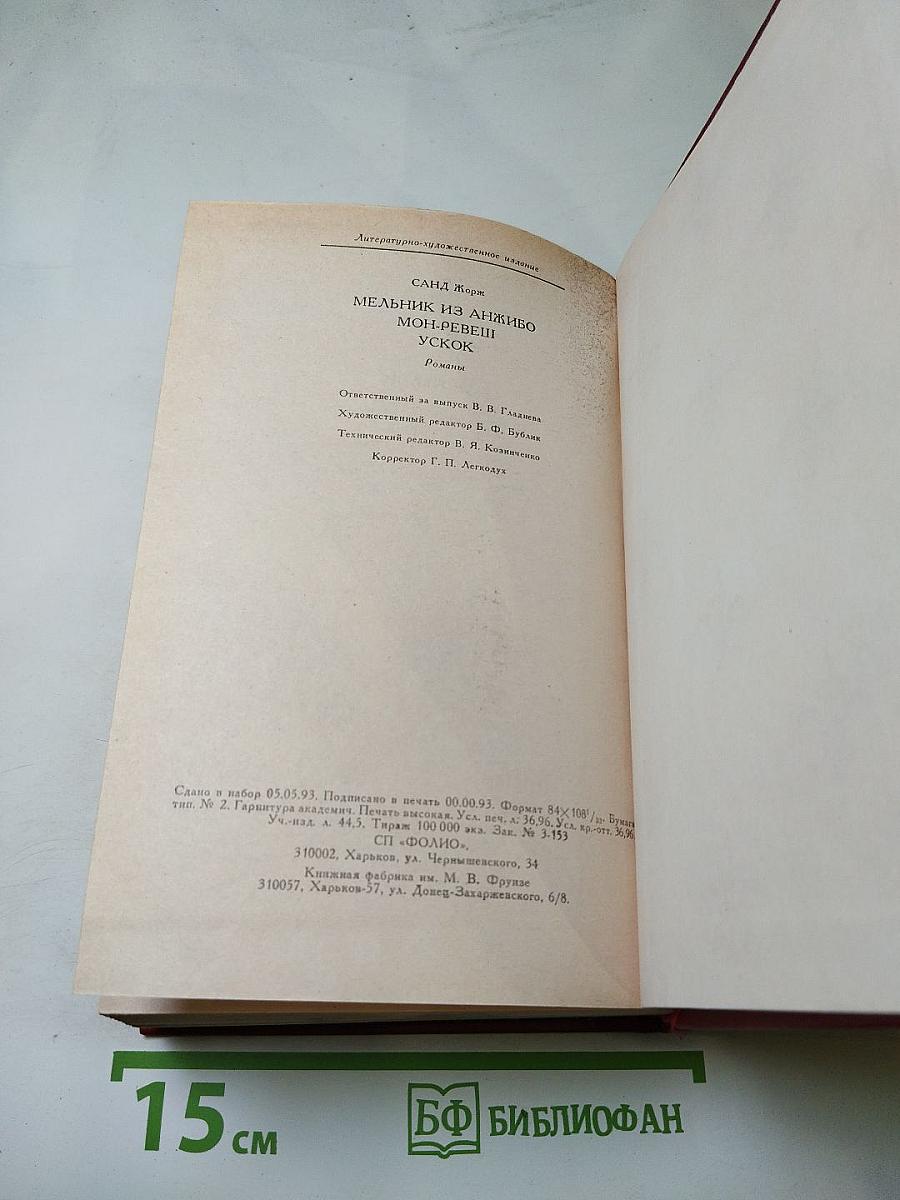 Литературно-художественное издание
САНД Жорж
МЕЛЬНИК ИЗ АНЖИБО
МОН-РЕВЕШ
УСКОК
Романы
Ответственный за выпуск В. В. Гладнева
Художественный редактор Б. Ф. Бублик
Технический редактор В. Я. Козинченко
Корректор Г. П. Легкодух
Сдано в набор 05.05.93. Подписано в печать 00.00.93. Формат 84×108¹/₃₂. Бумага
тип. № 2. Гарнитура академич. Печать высокая. Усл. печ. л. 36,96. Усл. кр.-отт. 36,96.
Уч.-изд. л. 44,5. Тираж 100 000 экз. Зак. № 3-153
СП «ФОЛИО»,
310002, Харьков, ул. Чернышевского, 34
Книжная фабрика им. М. В. Фрунзе
310057, Харьков-57, ул. Донец-Захаржевского, 6/8.
15 см
БФ БИБЛИОФАН